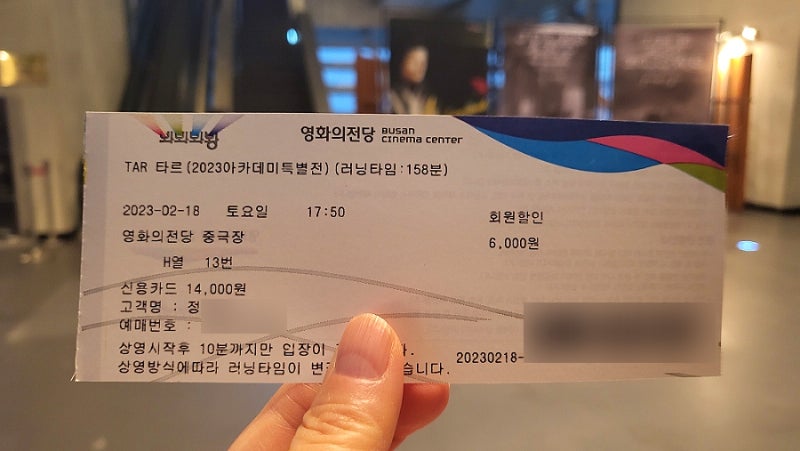 영화의전당 BUSAN CINEMA CENTER
TAR 타르(2023아카데미특별전)(러닝타임:158분)
2023-02-18 토요일 17:50
회원할인
영화의전당 중극장
6,000원
H열 13번
신용카드 14,000원
고객명 : 정
예매번호 :
상영시작후 10분까지만 입장이
20230218-
상영방식에따라 러닝타임이 변 습니다.